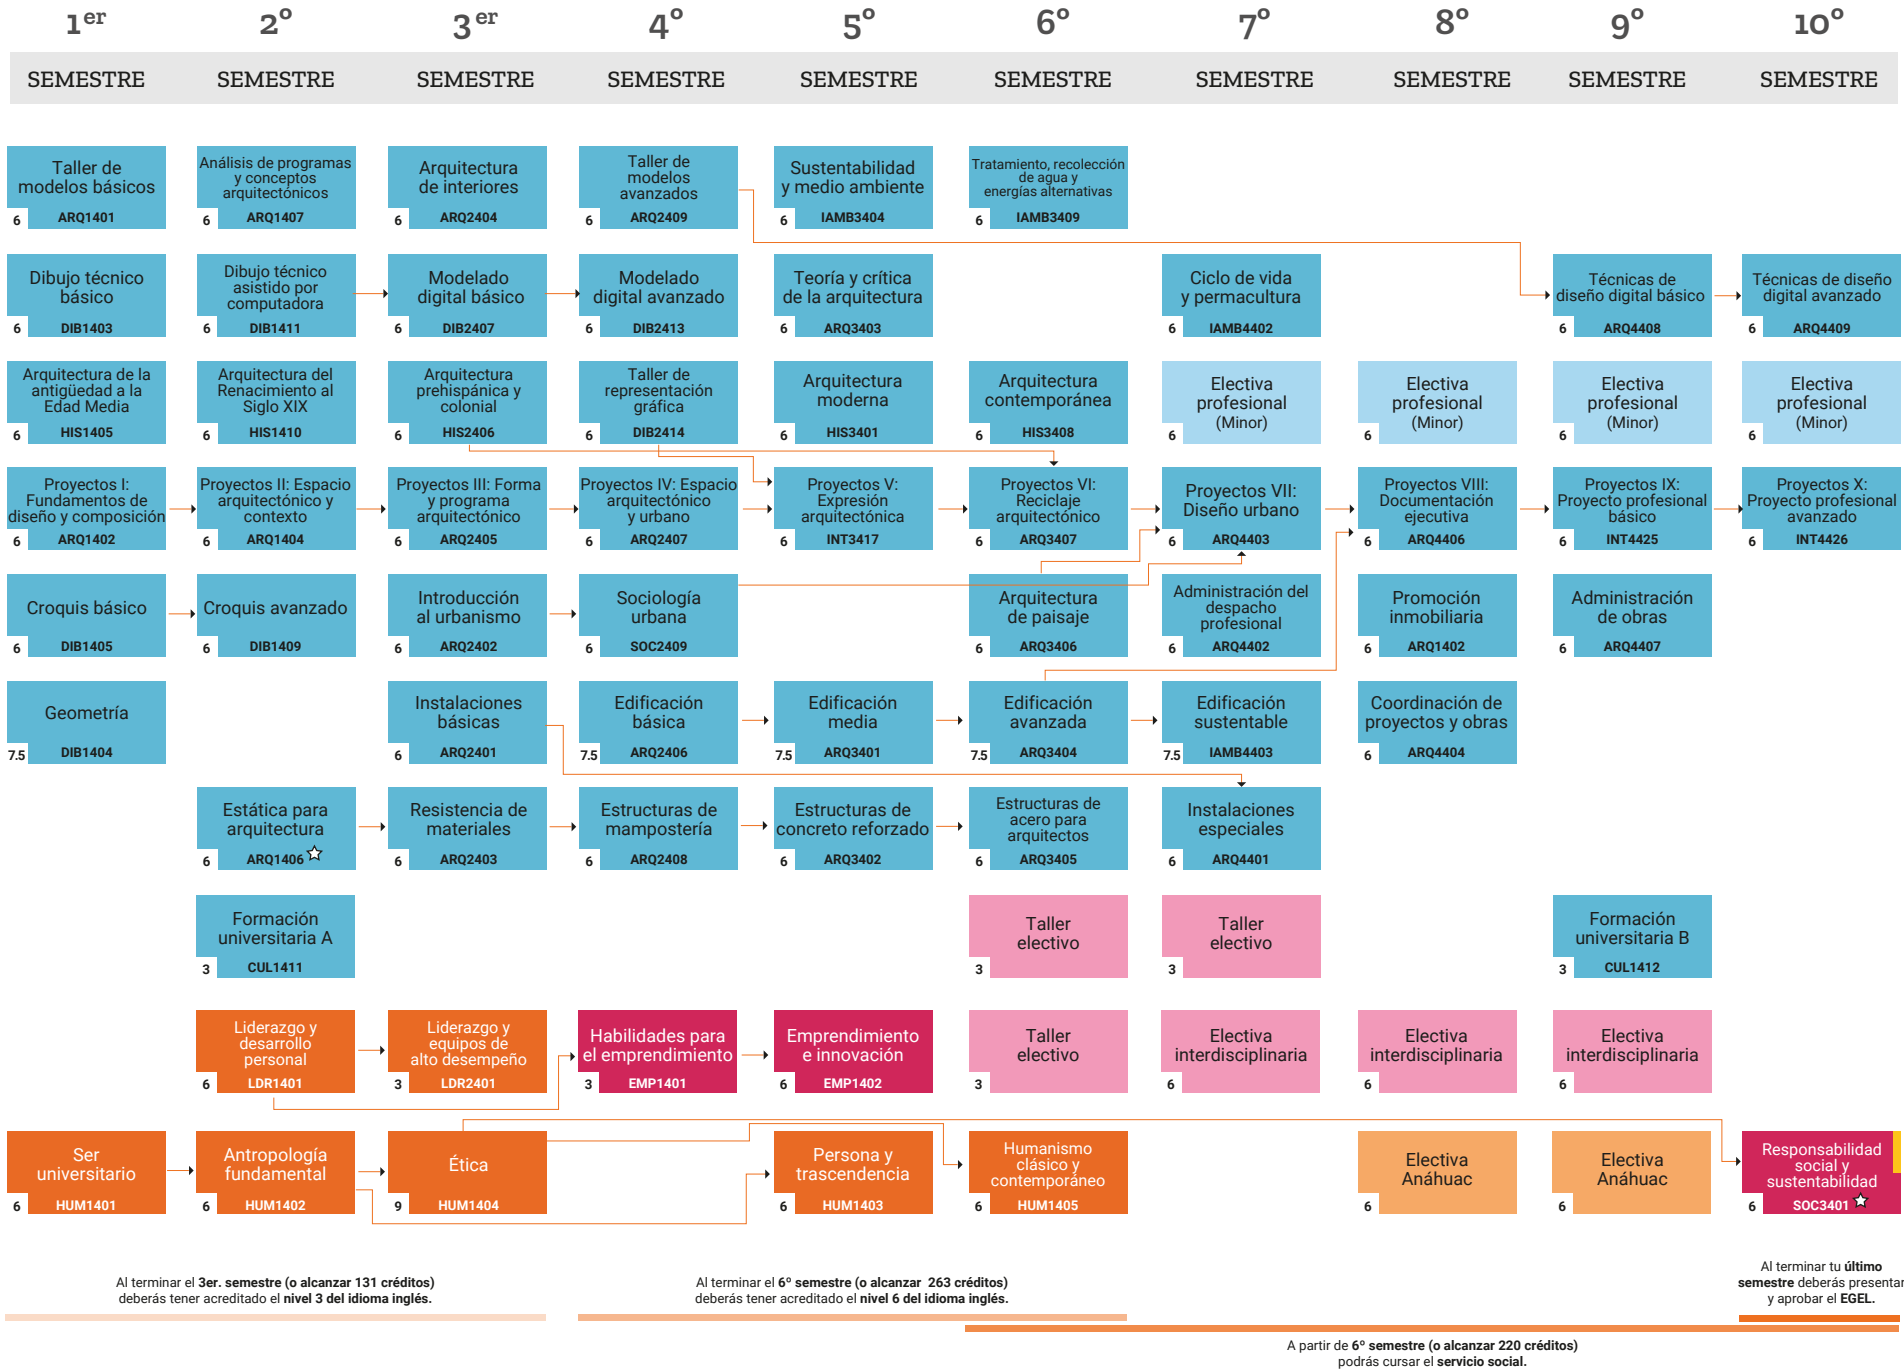 1er 2º 3er 4º 5º 6º 7º 8º 9º 10º
SEMESTRE SEMESTRE SEMESTRE SEMESTRE SEMESTRE SEMESTRE SEMESTRE SEMESTRE SEMESTRE SEMESTRE
Taller de
modelos básicos
6 ARQ1401
Análisis de programas
y conceptos
arquitectónicos
6 ARQ1407
Arquitectura
de interiores
6 ARQ2404
Taller de
modelos
avanzados
6 ARQ2409
Sustentabilidad
y medio ambiente
6 IAMB3404
Tratamiento, recolección
de agua y
energías alternativas
6 IAMB3409
Dibujo técnico
básico
6 DIB1403
Dibujo técnico
asistido por
computadora
6 DIB1411
Modelado
digital básico
6 DIB2407
Modelado
digital avanzado
6 DIB2413
Teoría y crítica
de la arquitectura
6 ARQ3403
Ciclo de vida
y permacultura
6 IAMB4402
Técnicas de
diseño digital básico
6 ARQ4408
Técnicas de diseño
digital avanzado
6 ARQ4409
Arquitectura de la
antigüedad a la
Edad Media
6 HIS1405
Arquitectura del
Renacimiento al
Siglo XIX
6 HIS1410
Arquitectura
prehispánica y
colonial
6 HIS2406
Taller de
representación
gráfica
6 DIB2414
Arquitectura
moderna
6 HIS3401
Arquitectura
contemporánea
6 HIS3408
Electiva
profesional
(Minor)
6
Electiva
profesional
(Minor)
6
Electiva
profesional
(Minor)
6
Electiva
profesional
(Minor)
6
Proyectos I:
Fundamentos de
diseño y composición
6 ARQ1402
Proyectos II: Espacio
arquitectónico y
contexto
6 ARQ1404
Proyectos III: Forma
y programa
arquitectónico
6 ARQ2405
Proyectos IV: Espacio
arquitectónico
y urbano
6 ARQ2407
Proyectos V:
Expresión
arquitectónica
6 INT3417
Proyectos VI:
Reciclaje
arquitectónico
6 ARQ3407
Proyectos VII:
Diseño urbano
6 ARQ4403
Proyectos VIII:
Documentación
ejecutiva
6 ARQ4406
Proyectos IX:
Proyecto profesional
básico
6 INT4425
Proyectos X:
Proyecto profesional
avanzado
6 INT4426
Croquis básico
6 DIB1405
Croquis avanzado
6 DIB1409
Introducción
al urbanismo
6 ARQ2402
Sociología
urbana
6 SOC2409
Arquitectura
de paisaje
6 ARQ3406
Administración del
despacho
profesional
6 ARQ4402
Promoción
inmobiliaria
6 ARQ1402
Administración
de obras
6 ARQ4407
Geometría
7.5 DIB1404
Instalaciones
básicas
6 ARQ2401
Edificación
básica
7.5 ARQ2406
Edificación
media
7.5 ARQ3401
Edificación
avanzada
7.5 ARQ3404
Edificación
sustentable
7.5 IAMB4403
Coordinación de
proyectos y obras
6 ARQ4404
Estática para
arquitectura
6 ARQ1406
Resistencia de
materiales
6 ARQ2403
Estructuras de
mampostería
6 ARQ2408
Estructuras de
concreto reforzado
6 ARQ3402
Estructuras de
acero para
arquitectos
6 ARQ3405
Instalaciones
especiales
6 ARQ4401
Formación
universitaria A
3 CUL1411
Taller
electivo
3
Taller
electivo
3
Formación
universitaria B
3 CUL1412
Liderazgo y
desarrollo
personal
6 LDR1401
Liderazgo y
equipos de
alto desempeño
3 LDR2401
Habilidades para
el emprendimiento
3 EMP1401
Emprendimiento
e innovación
6 EMP1402
Taller
electivo
3
Electiva
interdisciplinaria
6
Electiva
interdisciplinaria
6
Electiva
interdisciplinaria
6
Ser
universitario
6 HUM1401
Antropología
fundamental
6 HUM1402
Ética
9 HUM1404
Persona y
trascendencia
6 HUM1403
Humanismo
clásico y
contemporáneo
6 HUM1405
Electiva
Anáhuac
6
Electiva
Anáhuac
6
Responsabilidad
social y
sustentabilidad
6 SOC3401
Al terminar el 3er. semestre (o alcanzar 131 créditos)
deberás tener acreditado el nivel 3 del idioma inglés.
Al terminar el 6º semestre (o alcanzar 263 créditos)
deberás tener acreditado el nivel 6 del idioma inglés.
Al terminar tu último
semestre deberás presentar
y aprobar el EGEL.
A partir de 6º semestre (o alcanzar 220 créditos)
podrás cursar el servicio social.